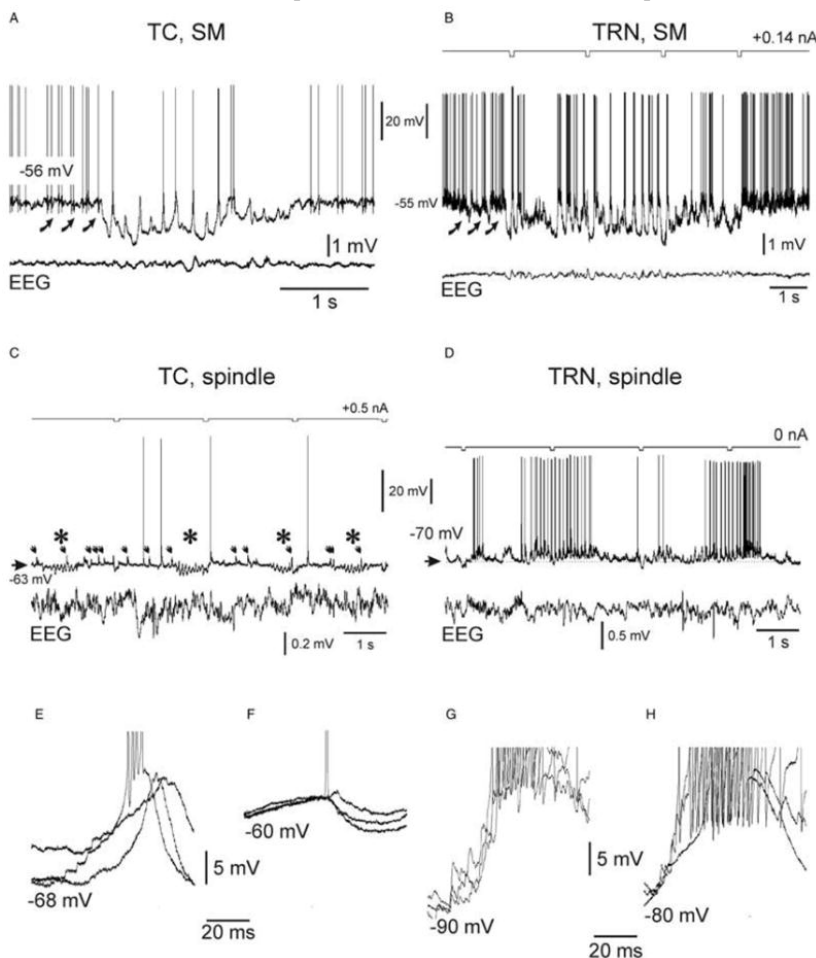 A
TC, SM
B
TRN, SM
+0.14 nA
20 mV
-56 mV
-55 mV
1 mV
1 mV
EEG
1 s
EEG
1 s
C
TC, spindle
D
TRN, spindle
+0.5 nA
0 nA
20 mV
* * * *
-70 mV
-63 mV
EEG
0.2 mV
1 s
EEG
0.5 mV
1 s
E
F
G
H
-60 mV
5 mV
5 mV
-68 mV
20 ms
-90 mV
-80 mV
20 ms